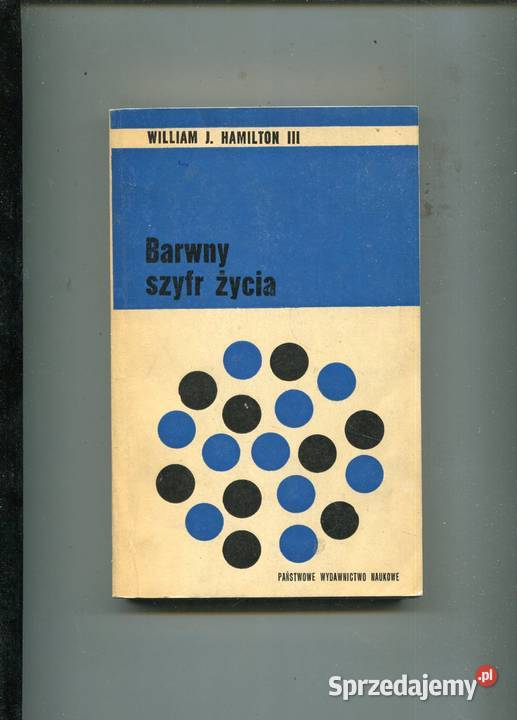 WILLIAM J. HAMILTON III
Barwny
szyfr życia
PAŃSTWOWE WYDAWNICTWO NAUKOWE
Sprzedajemy.pl